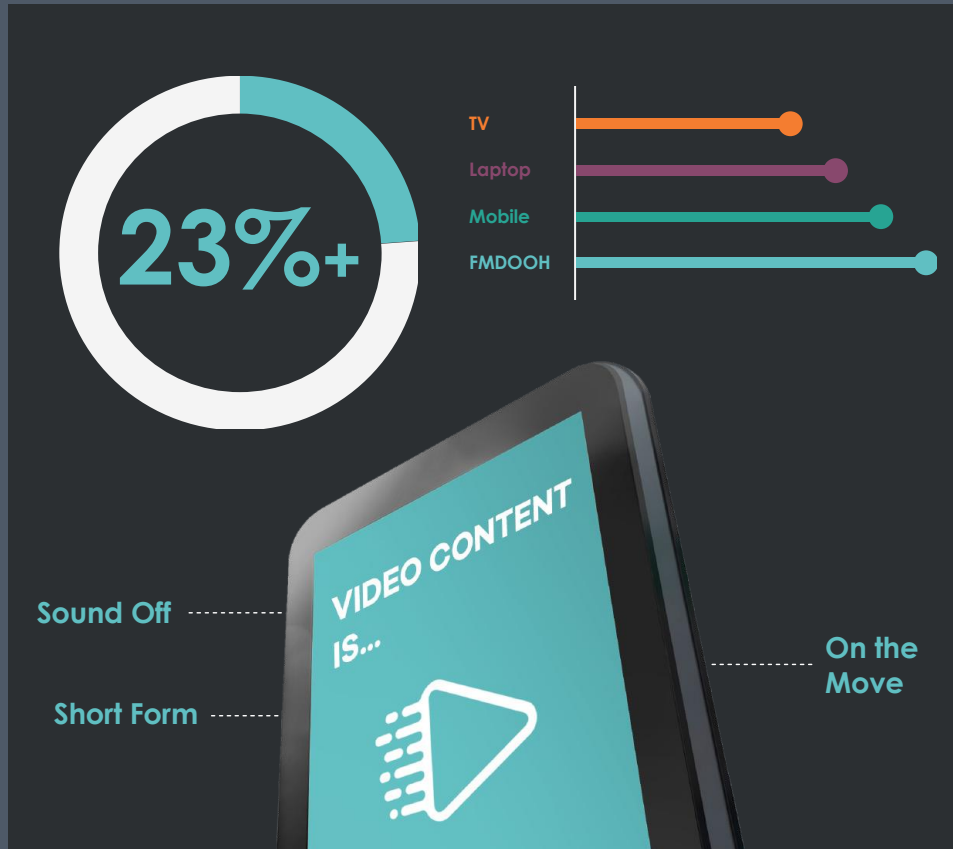 23%+
TV
Laptop
Mobile
FMDOOH
VIDEO CONTENT
IS...
Sound Off
Short Form
On the
Move